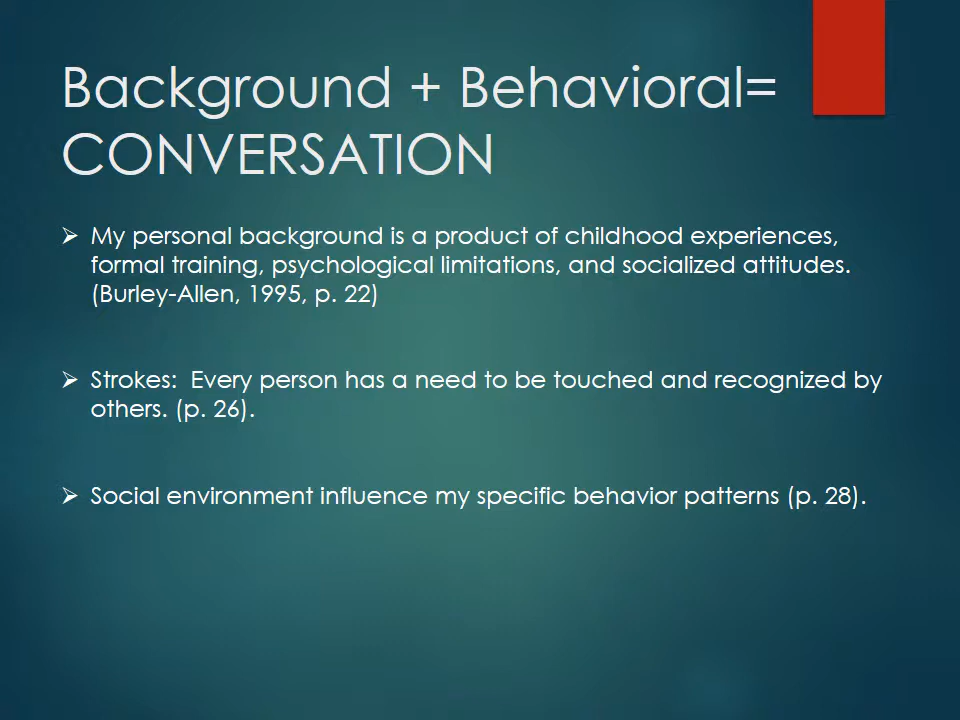 Background + Behavioral=
CONVERSATION
➢ My personal background is a product of childhood experiences,
formal training, psychological limitations, and socialized attitudes.
(Burley-Allen, 1995, p. 22)
➢ Strokes:  Every person has a need to be touched and recognized by
others. (p. 26).
➢ Social environment influence my specific behavior patterns (p. 28).